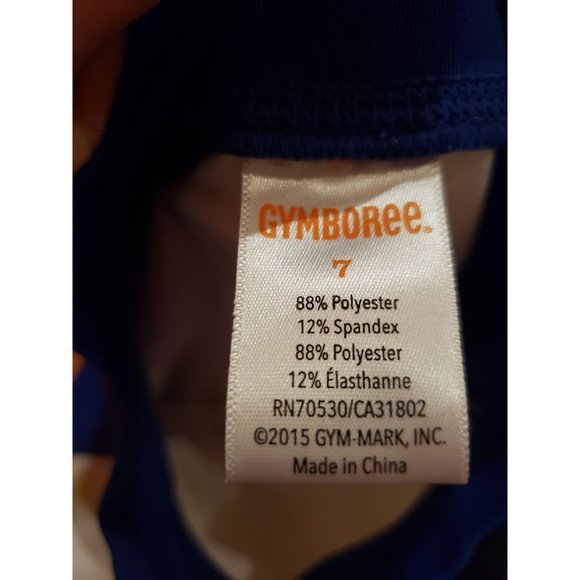 GYMBOREE.
7
88% Polyester
12% Spandex
88% Polyester
12% Élasthanne
RN70530/CA31802
©2015 GYM-MARK, INC.
Made in China